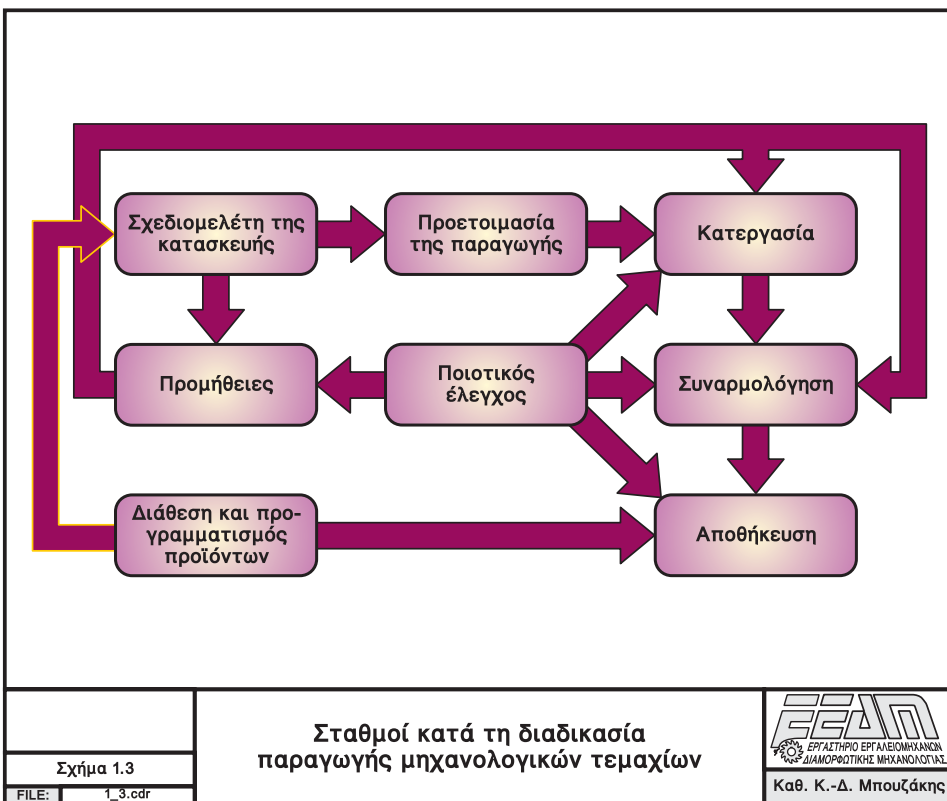 Σχεδιομελέτη της
κατασκευής
Προετοιμασία
της παραγωγής
Κατεργασία
Προμήθειες
Ποιοτικός
έλεγχος
Συναρμολόγηση
Διάθεση και προ-
γραμματισμός
προϊόντων
Αποθήκευση
Σχήμα 1.3
FILE: 1_3.cdr
Σταθμοί κατά τη διαδικασία
παραγωγής μηχανολογικών τεμαχίων
ΕΕΔΜ
ΕΡΓΑΣΤΗΡΙΟ ΕΡΓΑΛΕΙΟΜΗΧΑΝΩΝ
ΔΙΑΜΟΡΦΩΤΙΚΗΣ ΜΗΧΑΝΟΛΟΓΙΑΣ
Καθ. Κ.-Δ. Μπουζάκης